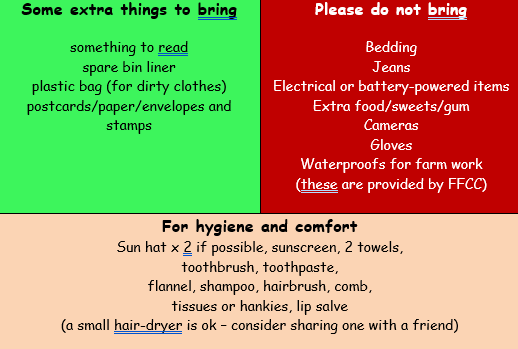 Some extra things to bring
something to read
spare bin liner
plastic bag (for dirty clothes)
postcards/paper/envelopes and
stamps
Please do not bring
Bedding
Jeans
Electrical or battery-powered items
Extra food/sweets/gum
Cameras
Gloves
Waterproofs for farm work
(these are provided by FFCC)
For hygiene and comfort
Sun hat x 2 if possible, sunscreen, 2 towels,
toothbrush, toothpaste,
flannel, shampoo, hairbrush, comb,
tissues or hankies, lip salve
(a small hair-dryer is ok – consider sharing one with a friend)